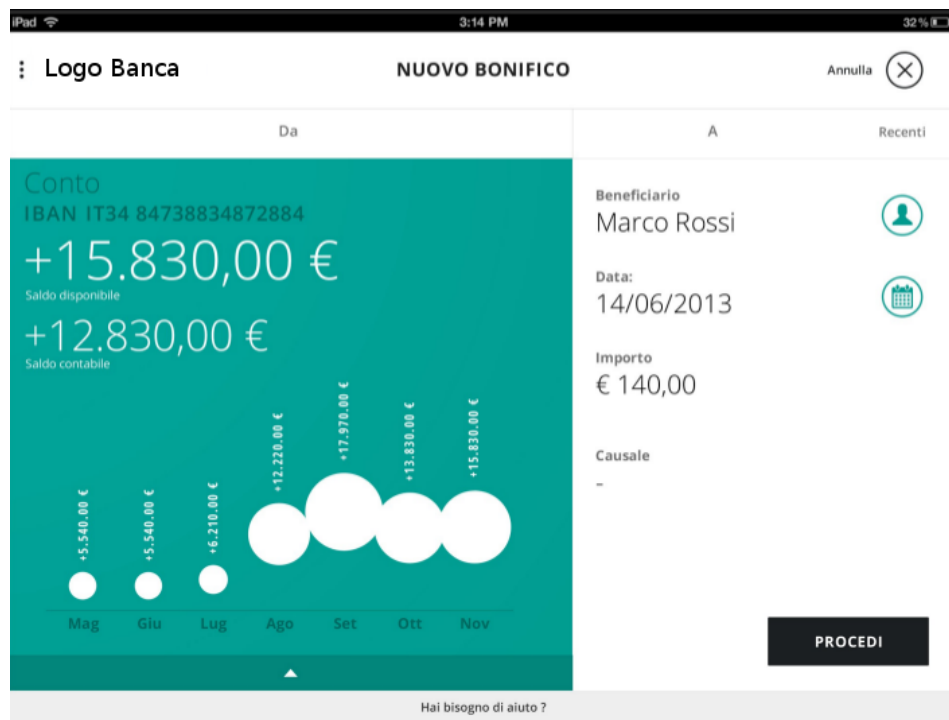 iPad 3:14 PM 32%
Logo Banca NUOVO BONIFICO Annulla
Da A Recenti
Conto
IBAN IT34 84738834872884
+15.830,00 €
Saldo disponibile
+12.830,00 €
Saldo contabile
+5.540.00 € +5.540.00 € +6.210.00 € +12.220.00 € +17.970.00 € +13.830.00 € +15.830.00 €
Mag Giu Lug Ago Set Ott Nov
Beneficiario
Marco Rossi
Data:
14/06/2013
Importo
€ 140,00
Causale
–
PROCEDI
Hai bisogno di aiuto ?